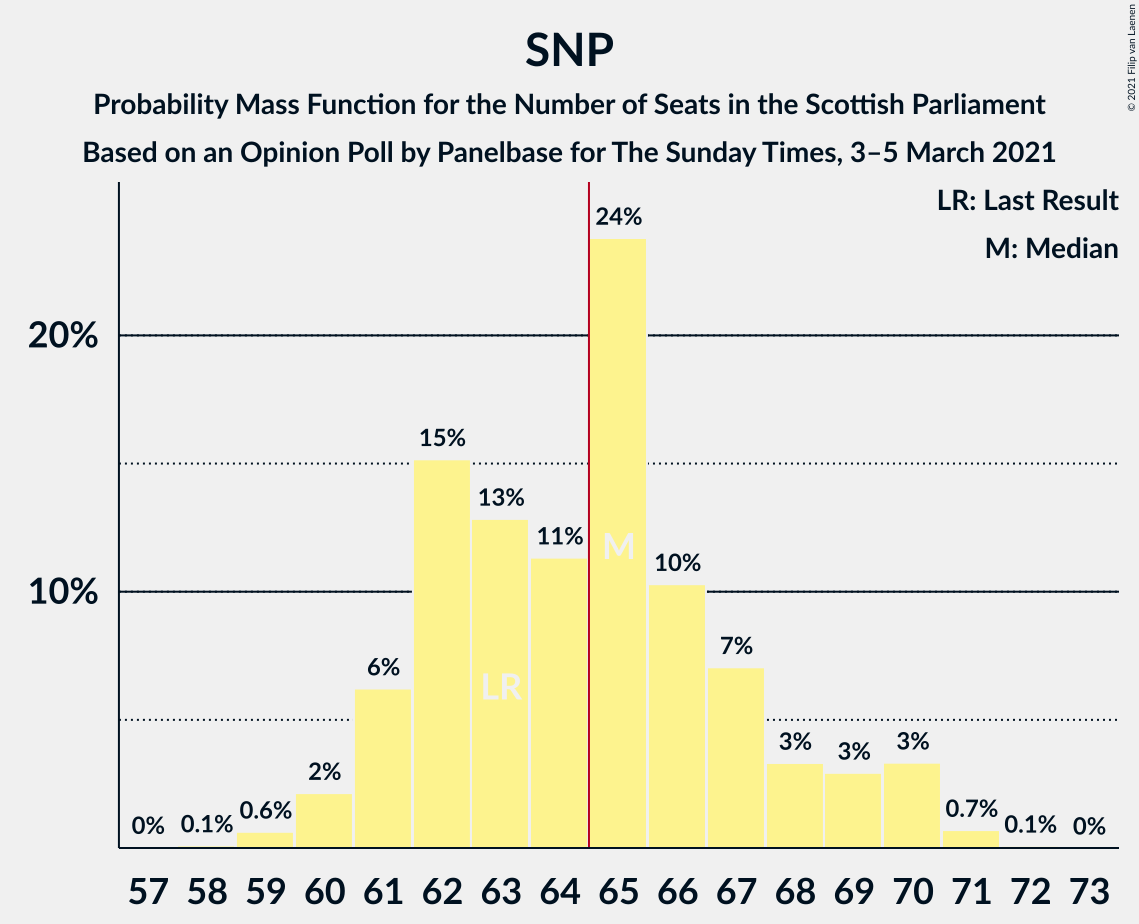 SNP
Probability Mass Function for the Number of Seats in the Scottish Parliament
Based on an Opinion Poll by Panelbase for The Sunday Times, 3–5 March 2021
© 2021 Filip van Laenen
LR: Last Result
M: Median
20%
10%
0%
0.1%
0.6%
2%
6%
15%
13%
11%
24%
10%
7%
3%
3%
3%
0.7%
0.1%
0%
LR
M
57 58 59 60 61 62 63 64 65 66 67 68 69 70 71 72 73